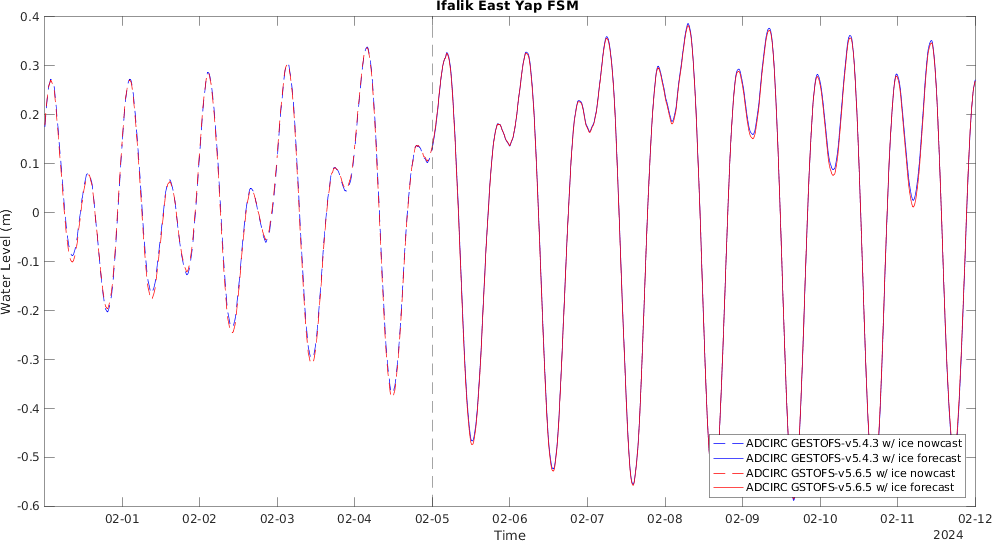 Ifalik East Yap FSM
0.4
0.3
0.2
0.1
0
-0.1
-0.2
-0.3
-0.4
-0.5
-0.6
Water Level (m)
ADCIRC GESTOFS-v5.4.3 w/ ice nowcast
ADCIRC GESTOFS-v5.4.3 w/ ice forecast
ADCIRC GSTOFS-v5.6.5 w/ ice nowcast
ADCIRC GSTOFS-v5.6.5 w/ ice forecast
02-01 02-02 02-03 02-04 02-05 02-06 02-07 02-08 02-09 02-10 02-11 02-12
Time
2024